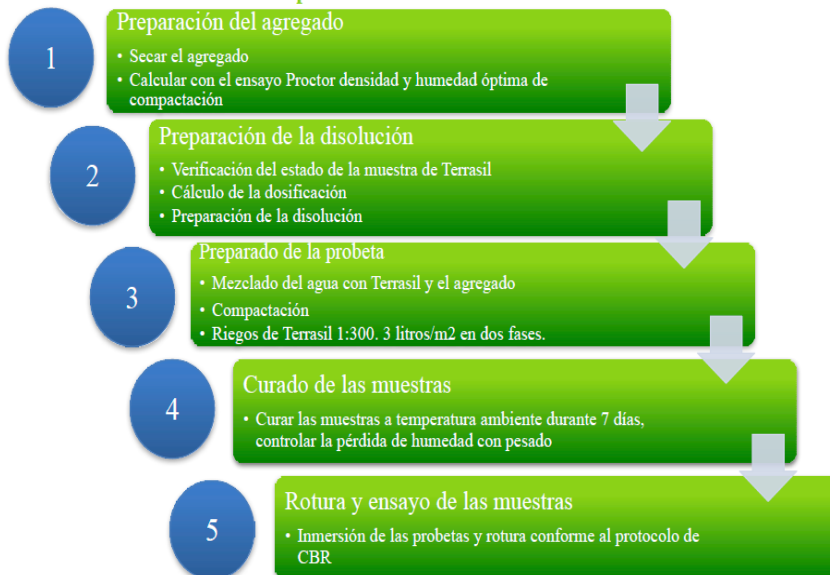 Preparación del agregado
1
• Secar el agregado
• Calcular con el ensayo Proctor densidad y humedad óptima de
compactación
Preparación de la disolución
2
• Verificación del estado de la muestra de Terrasil
• Cálculo de la dosificación
• Preparación de la disolución
Preparado de la probeta
3
• Mezclado del agua con Terrasil y el agregado
• Compactación
• Riegos de Terrasil 1:300. 3 litros/m2 en dos fases.
Curado de las muestras
4
• Curar las muestras a temperatura ambiente durante 7 días,
controlar la pérdida de humedad con pesado
Rotura y ensayo de las muestras
5
• Inmersión de las probetas y rotura conforme al protocolo de
CBR